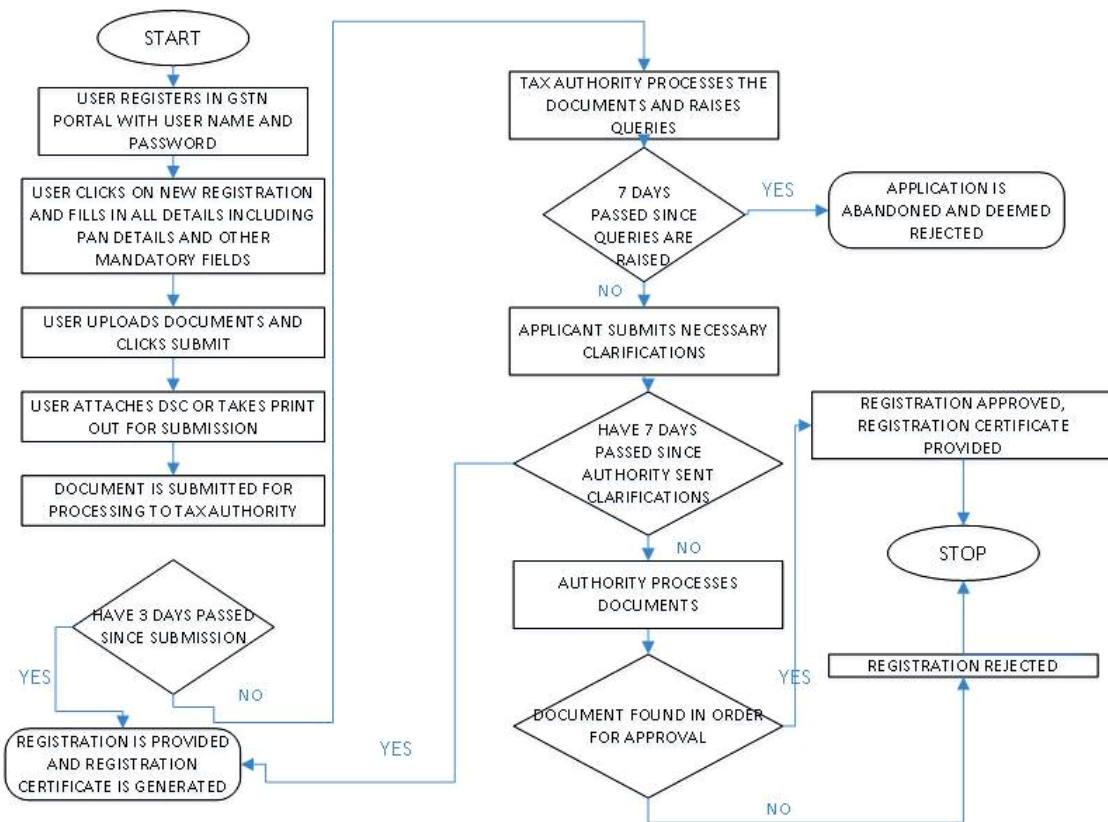 START
USER REGISTERS IN GSTN
PORTAL WITH USER NAME AND
PASSWORD
USER CLICKS ON NEW REGISTRATION
AND FILLS IN ALL DETAILS INCLUDING
PAN DETAILS AND OTHER
MANDATORY FIELDS
USER UPLOADS DOCUMENTS AND
CLICKS SUBMIT
USER ATTACHES DSC OR TAKES PRINT
OUT FOR SUBMISSION
DOCUMENT IS SUBMITTED FOR
PROCESSING TO TAX AUTHORITY
HAVE 3 DAYS PASSED
SINCE SUBMISSION
YES
NO
REGISTRATION IS PROVIDED
AND REGISTRATION
CERTIFICATE IS GENERATED
TAX AUTHORITY PROCESSES THE
DOCUMENTS AND RAISES
QUERIES
7 DAYS
PASSED SINCE
QUERIES ARE
RAISED
YES
APPLICATION IS
ABANDONED AND DEEMED
REJECTED
NO
APPLICANT SUBMITS NECESSARY
CLARIFICATIONS
HAVE 7 DAYS
PASSED SINCE
AUTHORITY SENT
CLARIFICATIONS
YES
NO
AUTHORITY PROCESSES
DOCUMENTS
DOCUMENT FOUND IN ORDER
FOR APPROVAL
YES
NO
REGISTRATION APPROVED,
REGISTRATION CERTIFICATE
PROVIDED
STOP
REGISTRATION REJECTED